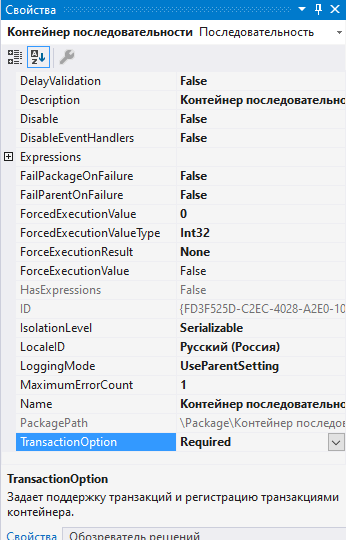 Свойства
Контейнер последовательности Последовательность
DelayValidation False
Description Контейнер
Disable False
DisableEventHandlers False
Expressions
FailPackageOnFailure False
FailParentOnFailure False
ForcedExecutionValue 0
ForcedExecutionValueType Int32
ForceExecutionResult None
ForceExecutionValue False
HasExpressions False
ID {FD3F525D-C2EC-4028-A2E0-10
IsolationLevel Serializable
LocaleID Русский (Россия)
LoggingMode UseParentSetting
MaximumErrorCount 1
Name Контейнер последовательно
PackagePath \Package\Контейнер последов
TransactionOption Required
TransactionOption
Задает поддержку транзакций и регистрацию транзакциями
контейнера.
Свойства Обозреватель решений